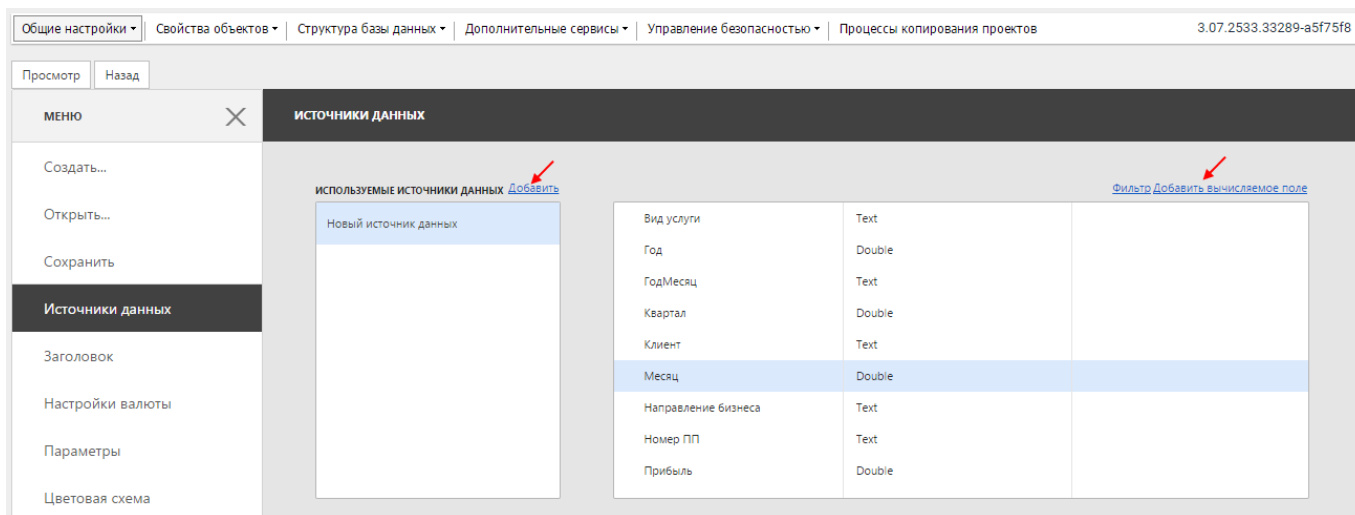 Общие настройки Свойства объектов Структура базы данных Дополнительные сервисы Управление безопасностью Процессы копирования проектов 3.07.2533.33289-a5f75f8
Просмотр Назад
МЕНЮ
ИСТОЧНИКИ ДАННЫХ
Создать...
Открыть...
Сохранить
Источники данных
Заголовок
Настройки валюты
Параметры
Цветовая схема
ИСПОЛЬЗУЕМЫЕ ИСТОЧНИКИ ДАННЫХ Добавить
Новый источник данных
Фильтр Добавить вычисляемое поле
Вид услуги Text
Год Double
ГодМесяц Text
Квартал Double
Клиент Text
Месяц Double
Направление бизнеса Text
Номер ПП Text
Прибыль Double